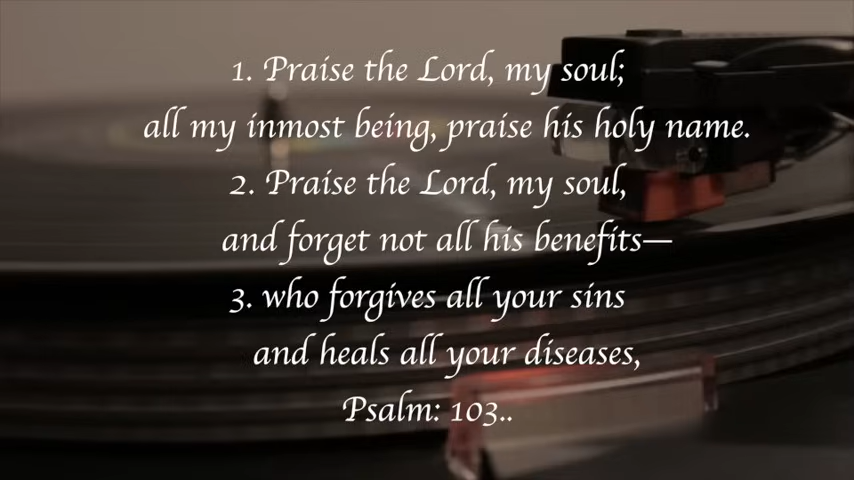 1. Praise the Lord, my soul;
all my inmost being, praise his holy name.
2. Praise the Lord, my soul,
and forget not all his benefits—
3. who forgives all your sins
and heals all your diseases,
Psalm: 103..